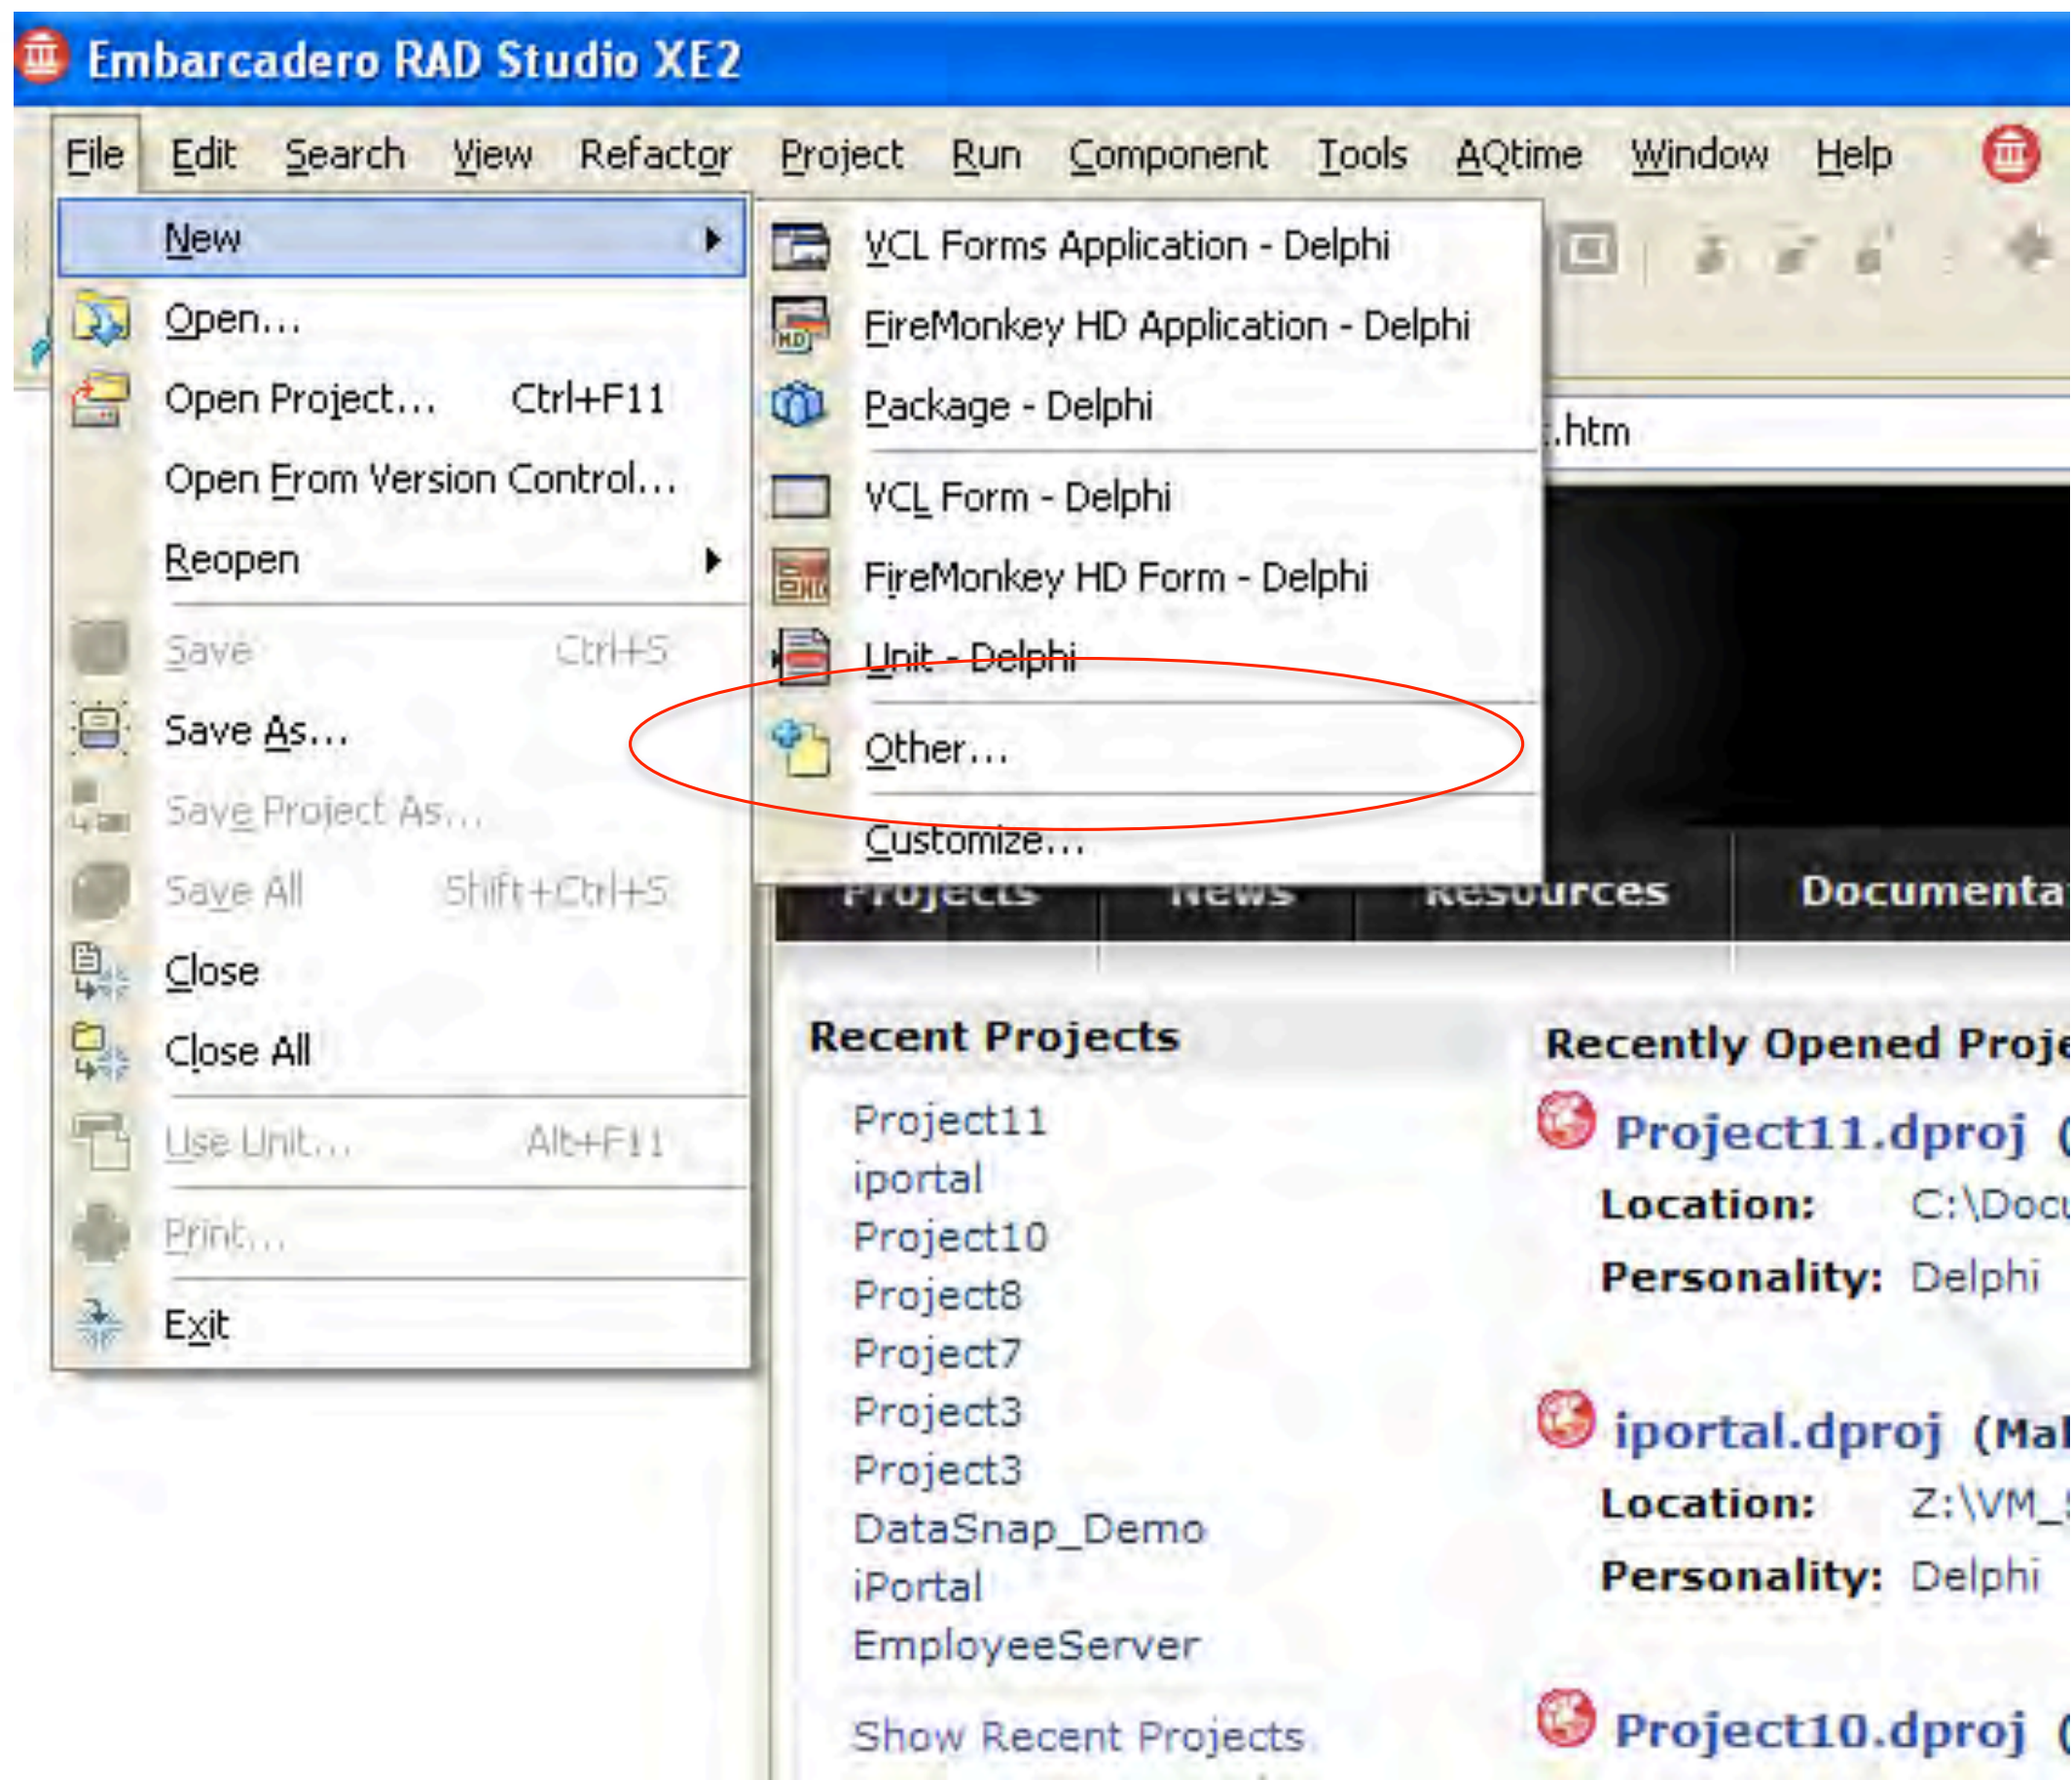 Embarcadero RAD Studio XE2
File Edit Search View Refactor Project Run Component Tools AQtime Window Help
New
Open...
Open Project... Ctrl+F11
Open From Version Control...
Reopen
Save Ctrl+S
Save As...
Save Project As...
Save All Shift+Ctrl+S
Close
Close All
Use Unit... Alt+F11
Print...
Exit
VCL Forms Application - Delphi
FireMonkey HD Application - Delphi
Package - Delphi
VCL Form - Delphi
FireMonkey HD Form - Delphi
Unit - Delphi
Other...
Customize...
.htm
Projects News Resources Documenta
Recent Projects
Project11
iportal
Project10
Project8
Project7
Project3
Project3
DataSnap_Demo
iPortal
EmployeeServer
Show Recent Projects
Recently Opened Proje
Project11.dproj (
Location: C:\Docu
Personality: Delphi
iportal.dproj (Mal
Location: Z:\VM_S
Personality: Delphi
Project10.dproj (